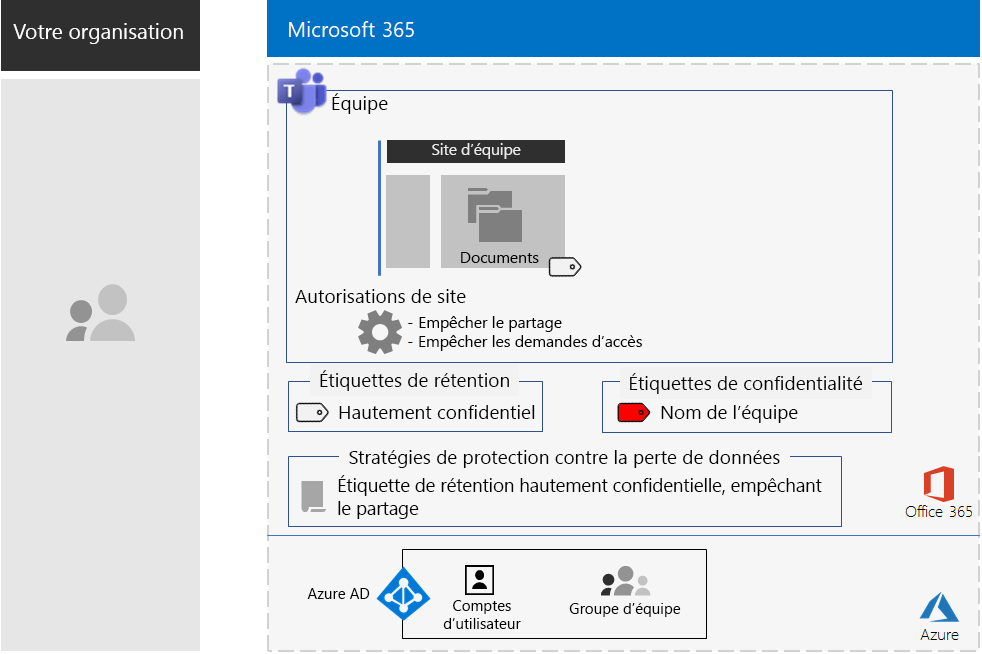 Votre organisation
Microsoft 365
T
Équipe
Site d'équipe
Documents
Autorisations de site
- Empêcher le partage
- Empêcher les demandes d'accès
Étiquettes de rétention
Hautement confidentiel
Étiquettes de confidentialité
Nom de l'équipe
Stratégies de protection contre la perte de données
Étiquette de rétention hautement confidentielle, empêchant
le partage
Office 365
Azure AD
Comptes
d'utilisateur
Groupe d'équipe
Azure